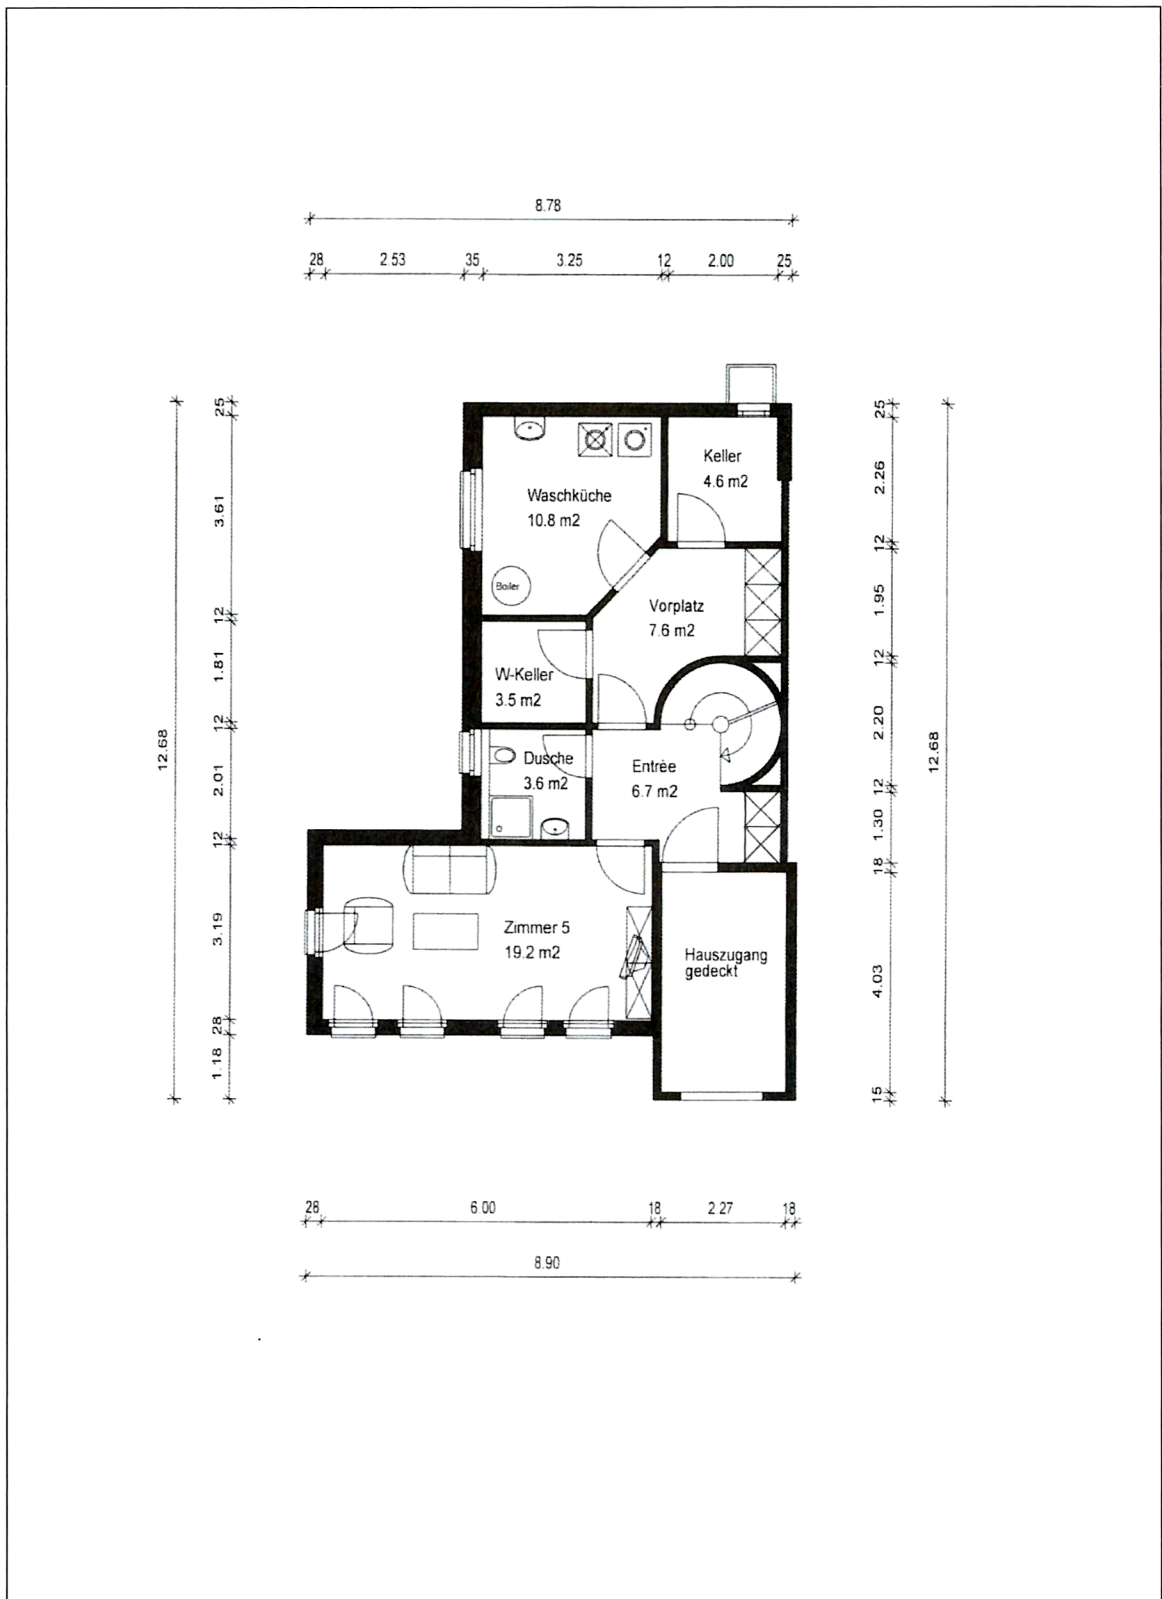 8.78
28 2.53 35 3.25 12 2.00 25
25
3.61
12
1.81
12
2.01
12
3.19
28
1.18
12.68
Waschküche
10.8 m2
Boiler
Keller
4.6 m2
Vorplatz
7.6 m2
W-Keller
3.5 m2
Dusche
3.6 m2
Entrée
6.7 m2
Zimmer 5
19.2 m2
Hauszugang
gedeckt
25
2.26
12
1.95
12
2.20
12
1.30
18
4.03
15
12.68
28 6.00 18 2.27 18
8.90